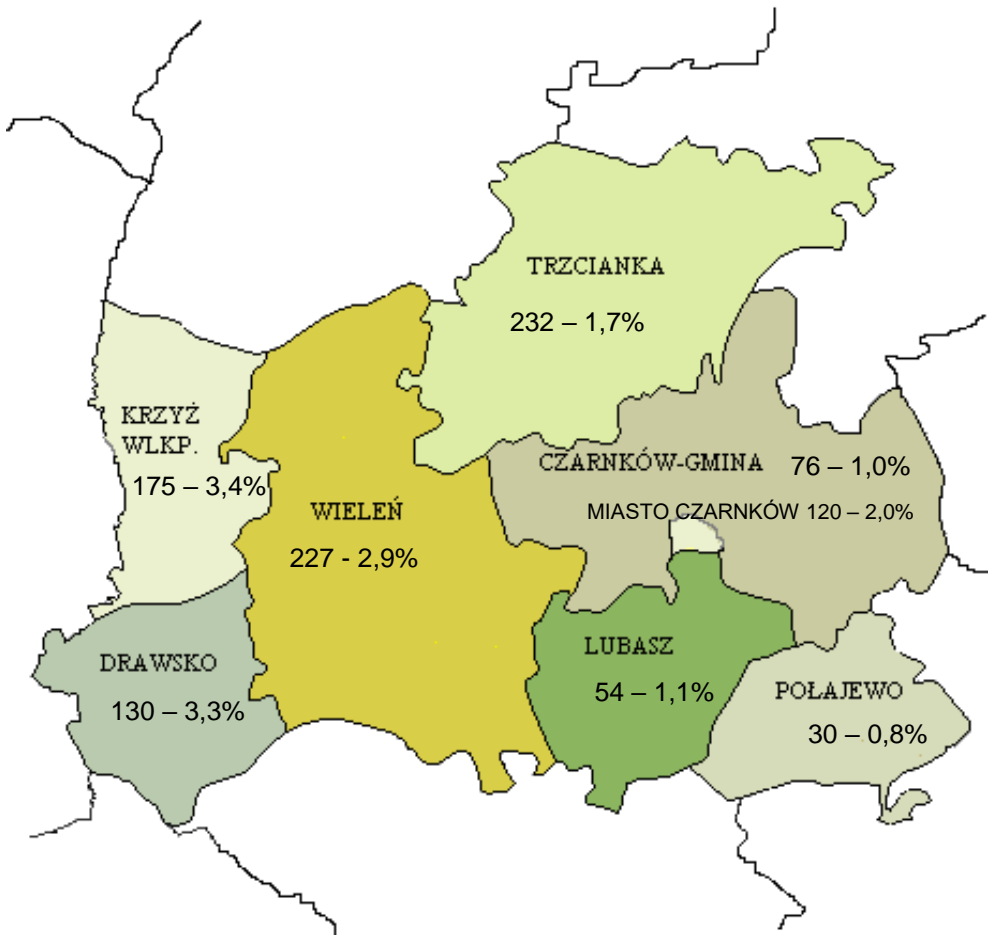 TRZCIANKA
232 – 1,7%
KRZYŻ
WLKP.
175 – 3,4%
WIELEŃ
227 - 2,9%
CZARNKÓW-GMINA 76 – 1,0%
MIASTO CZARNKÓW 120 – 2,0%
DRAWSKO
130 – 3,3%
LUBASZ
54 – 1,1%
POŁAJEWO
30 – 0,8%